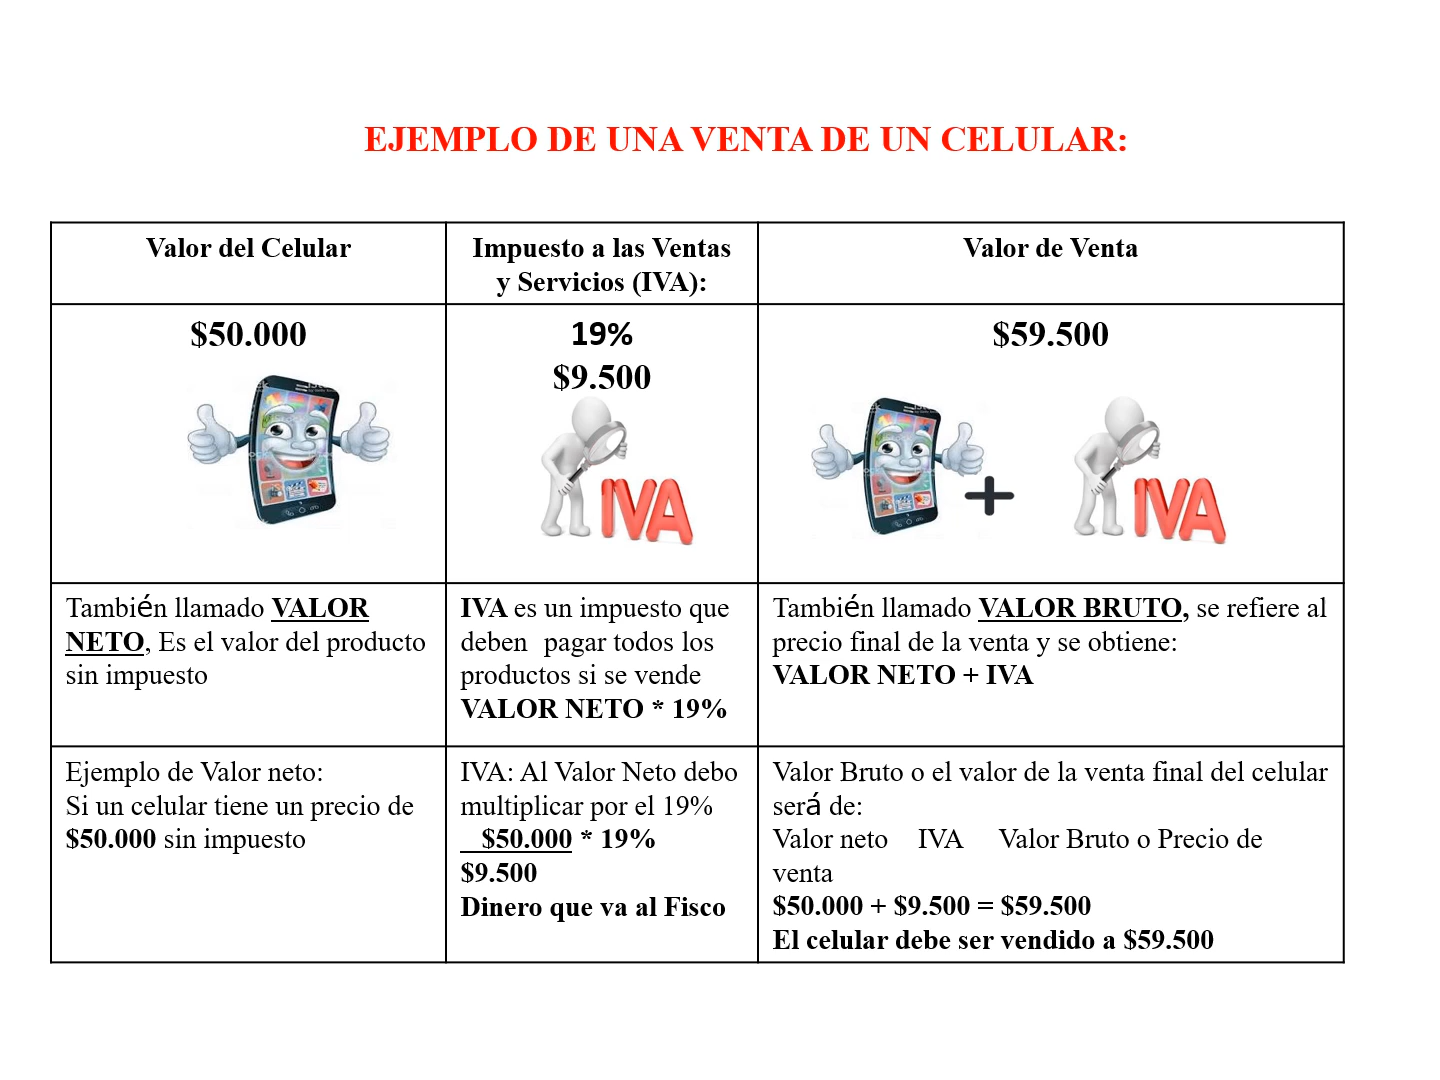 EJEMPLO DE UNA VENTA DE UN CELULAR:
Valor del Celular
Impuesto a las Ventas
y Servicios (IVA):
Valor de Venta
$50.000
19%
$9.500
IVA
$59.500
IVA
También llamado VALOR
NETO, Es el valor del producto
sin impuesto
IVA es un impuesto que
deben pagar todos los
productos si se vende
VALOR NETO * 19%
También llamado VALOR BRUTO, se refiere al
precio final de la venta y se obtiene:
VALOR NETO + IVA
Ejemplo de Valor neto:
Si un celular tiene un precio de
$50.000 sin impuesto
IVA: Al Valor Neto debo
multiplicar por el 19%
$50.000 * 19%
$9.500
Dinero que va al Fisco
Valor Bruto o el valor de la venta final del celular
será de:
Valor neto IVA Valor Bruto o Precio de
venta
$50.000 + $9.500 = $59.500
El celular debe ser vendido a $59.500